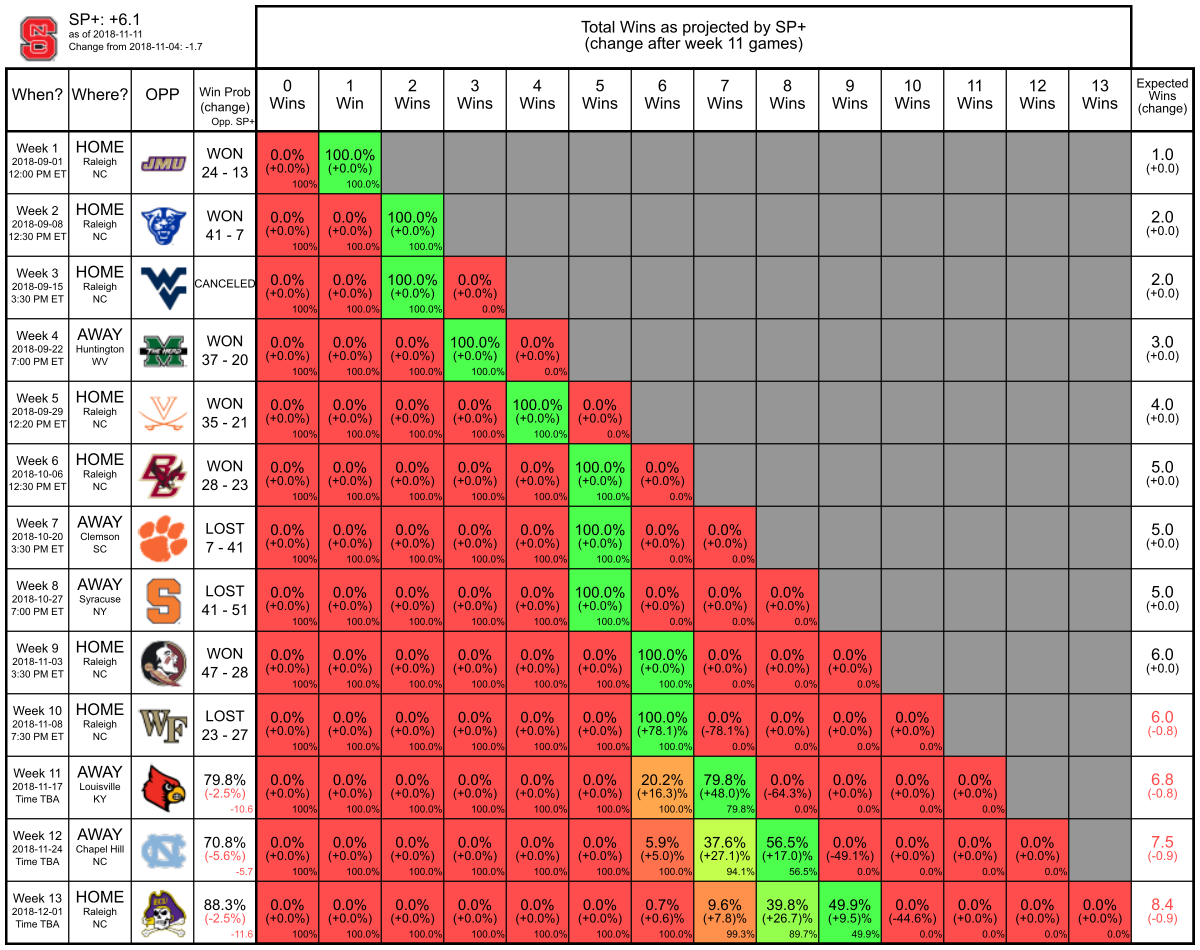 SP+: +6.1
as of 2018-11-11
Change from 2018-11-04: -1.7
Total Wins as projected by SP+
(change after week 11 games)
When? Where? OPP Win Prob (change) Opp. SP+ 0 Wins 1 Win 2 Wins 3 Wins 4 Wins 5 Wins 6 Wins 7 Wins 8 Wins 9 Wins 10 Wins 11 Wins 12 Wins 13 Wins Expected Wins (change)
Week 1 HOME JMU WON 0.0% 100.0% 1.0
2018-09-01 Raleigh 24 - 13 (+0.0%) (+0.0%) (+0.0)
12:00 PM ET NC 100% 100.0%
Week 2 HOME WON 0.0% 0.0% 100.0% 2.0
2018-09-08 Raleigh 41 - 7 (+0.0%) (+0.0%) (+0.0%) (+0.0)
12:30 PM ET NC 100% 100.0% 100.0%
Week 3 HOME WV CANCELED 0.0% 0.0% 100.0% 0.0% 2.0
2018-09-15 Raleigh (+0.0%) (+0.0%) (+0.0%) (+0.0%) (+0.0)
3:30 PM ET NC 100% 100.0% 100.0% 0.0%
Week 4 AWAY M THE HERD WON 0.0% 0.0% 0.0% 100.0% 0.0% 3.0
2018-09-22 Huntington 37 - 20 (+0.0%) (+0.0%) (+0.0%) (+0.0%) (+0.0%) (+0.0)
7:00 PM ET WV 100% 100.0% 100.0% 100.0% 0.0%
Week 5 HOME V WON 0.0% 0.0% 0.0% 0.0% 100.0% 0.0% 4.0
2018-09-29 Raleigh 35 - 21 (+0.0%) (+0.0%) (+0.0%) (+0.0%) (+0.0%) (+0.0%) (+0.0)
12:20 PM ET NC 100% 100.0% 100.0% 100.0% 100.0% 0.0%
Week 6 HOME BC WON 0.0% 0.0% 0.0% 0.0% 0.0% 100.0% 0.0% 5.0
2018-10-06 Raleigh 28 - 23 (+0.0%) (+0.0%) (+0.0%) (+0.0%) (+0.0%) (+0.0%) (+0.0%) (+0.0)
12:30 PM ET NC 100% 100.0% 100.0% 100.0% 100.0% 100.0% 0.0%
Week 7 AWAY LOST 0.0% 0.0% 0.0% 0.0% 0.0% 100.0% 0.0% 0.0% 5.0
2018-10-20 Clemson 7 - 41 (+0.0%) (+0.0%) (+0.0%) (+0.0%) (+0.0%) (+0.0%) (+0.0%) (+0.0%) (+0.0)
3:30 PM ET SC 100% 100.0% 100.0% 100.0% 100.0% 100.0% 0.0% 0.0%
Week 8 AWAY S LOST 0.0% 0.0% 0.0% 0.0% 0.0% 100.0% 0.0% 0.0% 0.0% 5.0
2018-10-27 Syracuse 41 - 51 (+0.0%) (+0.0%) (+0.0%) (+0.0%) (+0.0%) (+0.0%) (+0.0%) (+0.0%) (+0.0%) (+0.0)
7:00 PM ET NY 100% 100.0% 100.0% 100.0% 100.0% 100.0% 0.0% 0.0% 0.0%
Week 9 HOME WON 0.0% 0.0% 0.0% 0.0% 0.0% 0.0% 100.0% 0.0% 0.0% 0.0% 6.0
2018-11-03 Raleigh 47 - 28 (+0.0%) (+0.0%) (+0.0%) (+0.0%) (+0.0%) (+0.0%) (+0.0%) (+0.0%) (+0.0%) (+0.0%) (+0.0)
3:30 PM ET NC 100% 100.0% 100.0% 100.0% 100.0% 100.0% 100.0% 0.0% 0.0% 0.0%
Week 10 HOME WF LOST 0.0% 0.0% 0.0% 0.0% 0.0% 0.0% 100.0% 0.0% 0.0% 0.0% 0.0% 6.0
2018-11-08 Raleigh 23 - 27 (+0.0%) (+0.0%) (+0.0%) (+0.0%) (+0.0%) (+0.0%) (+78.1)% (-78.1%) (+0.0%) (+0.0%) (+0.0%) (-0.8)
7:30 PM ET NC 100% 100.0% 100.0% 100.0% 100.0% 100.0% 100.0% 0.0% 0.0% 0.0% 0.0%
Week 11 AWAY 79.8% 0.0% 0.0% 0.0% 0.0% 0.0% 0.0% 20.2% 79.8% 0.0% 0.0% 0.0% 0.0% 6.8
2018-11-17 Louisville (-2.5%) (+0.0%) (+0.0%) (+0.0%) (+0.0%) (+0.0%) (+0.0%) (+16.3)% (+48.0)% (-64.3%) (+0.0%) (+0.0%) (+0.0%) (-0.8)
Time TBA KY -10.6 100% 100.0% 100.0% 100.0% 100.0% 100.0% 100.0% 79.8% 0.0% 0.0% 0.0% 0.0%
Week 12 AWAY NC 70.8% 0.0% 0.0% 0.0% 0.0% 0.0% 0.0% 5.9% 37.6% 56.5% 0.0% 0.0% 0.0% 0.0% 7.5
2018-11-24 Chapel Hill (-5.6%) (+0.0%) (+0.0%) (+0.0%) (+0.0%) (+0.0%) (+0.0%) (+5.0)% (+27.1)% (+17.0)% (-49.1%) (+0.0%) (+0.0%) (+0.0%) (-0.9)
Time TBA NC -5.7 100% 100.0% 100.0% 100.0% 100.0% 100.0% 100.0% 94.1% 56.5% 0.0% 0.0% 0.0% 0.0%
Week 13 HOME ECU 88.3% 0.0% 0.0% 0.0% 0.0% 0.0% 0.0% 0.7% 9.6% 39.8% 49.9% 0.0% 0.0% 0.0% 0.0% 8.4
2018-12-01 Raleigh (-2.5%) (+0.0%) (+0.0%) (+0.0%) (+0.0%) (+0.0%) (+0.0%) (+0.6)% (+7.8)% (+26.7)% (+9.5)% (-44.6%) (+0.0%) (+0.0%) (+0.0%) (-0.9)
Time TBA NC -11.6 100% 100.0% 100.0% 100.0% 100.0% 100.0% 100.0% 99.3% 89.7% 49.9% 0.0% 0.0% 0.0% 0.0%